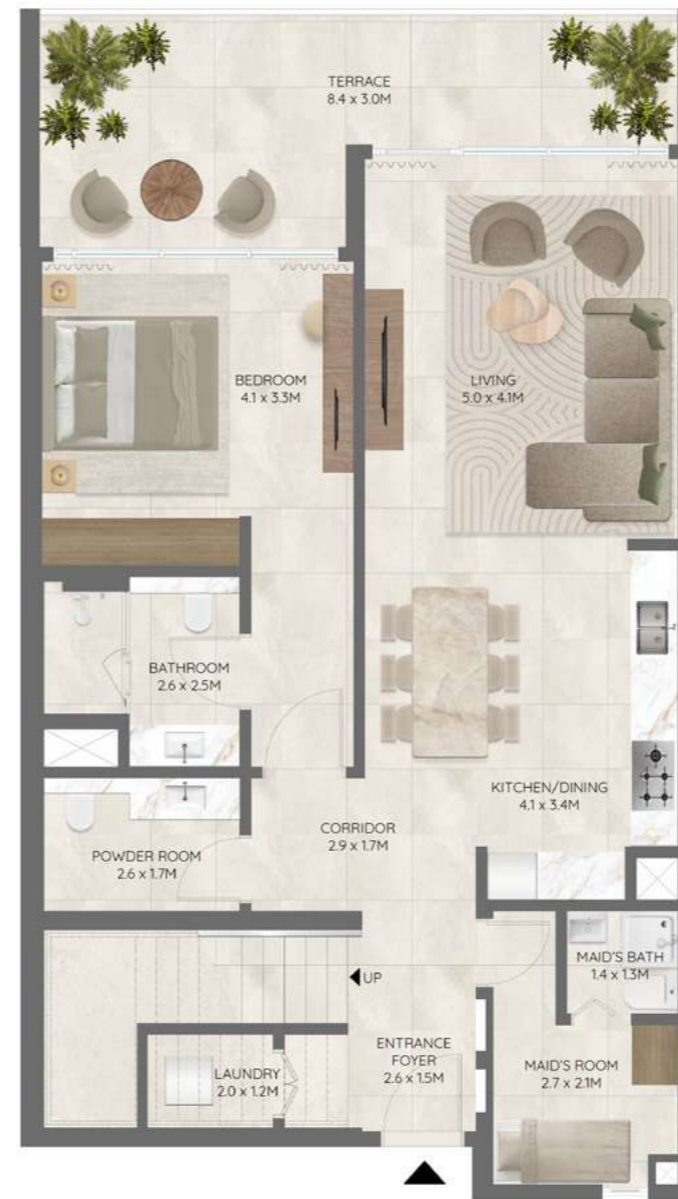 TERRACE
8.4 x 3.0M
BEDROOM
4.1 x 3.3M
LIVING
5.0 x 4.1M
BATHROOM
2.6 x 2.5M
KITCHEN/DINING
4.1 x 3.4M
CORRIDOR
2.9 x 1.7M
POWDER ROOM
2.6 x 1.7M
MAID'S BATH
1.4 x 1.3M
UP
ENTRANCE
FOYER
2.6 x 1.5M
LAUNDRY
2.0 x 1.2M
MAID'S ROOM
2.7 x 2.1M